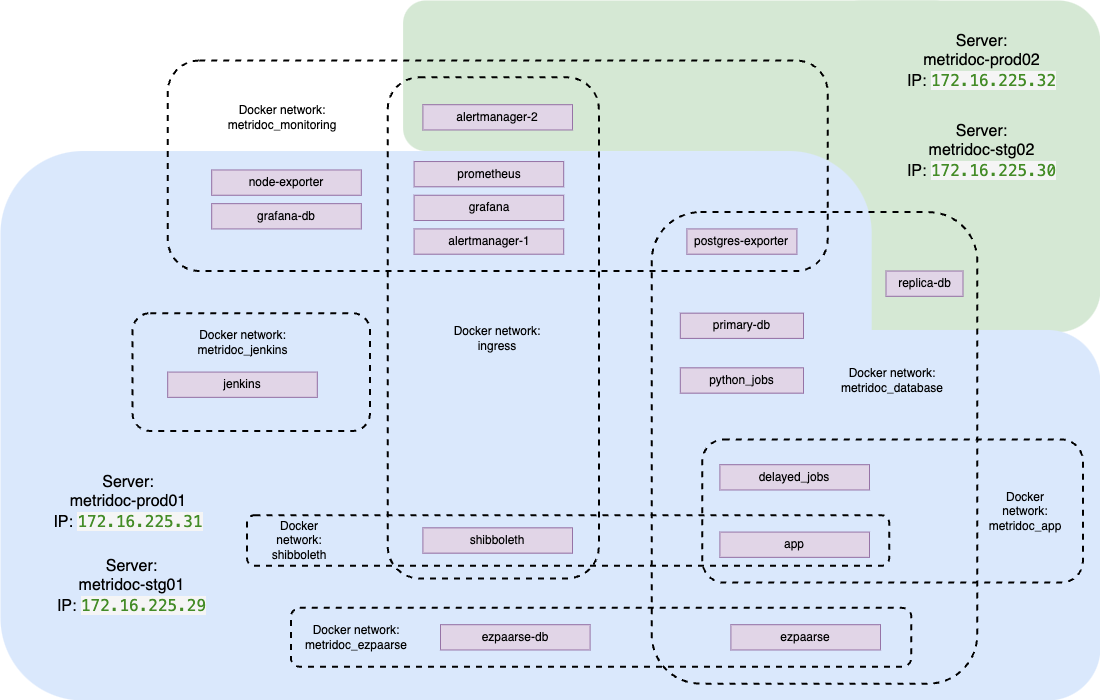 Server:
metridoc-prod02
IP: 172.16.225.32
Server:
metridoc-stg02
IP: 172.16.225.30
Docker network:
metridoc_monitoring
alertmanager-2
node-exporter
grafana-db
prometheus
grafana
alertmanager-1
postgres-exporter
replica-db
Docker network:
metridoc_jenkins
jenkins
Docker network:
ingress
primary-db
python_jobs
Docker network:
metridoc_database
Server:
metridoc-prod01
IP: 172.16.225.31
Server:
metridoc-stg01
IP: 172.16.225.29
delayed_jobs
Docker
network:
metridoc_app
Docker
network:
shibboleth
shibboleth
app
Docker network:
metridoc_ezpaarse
ezpaarse-db
ezpaarse